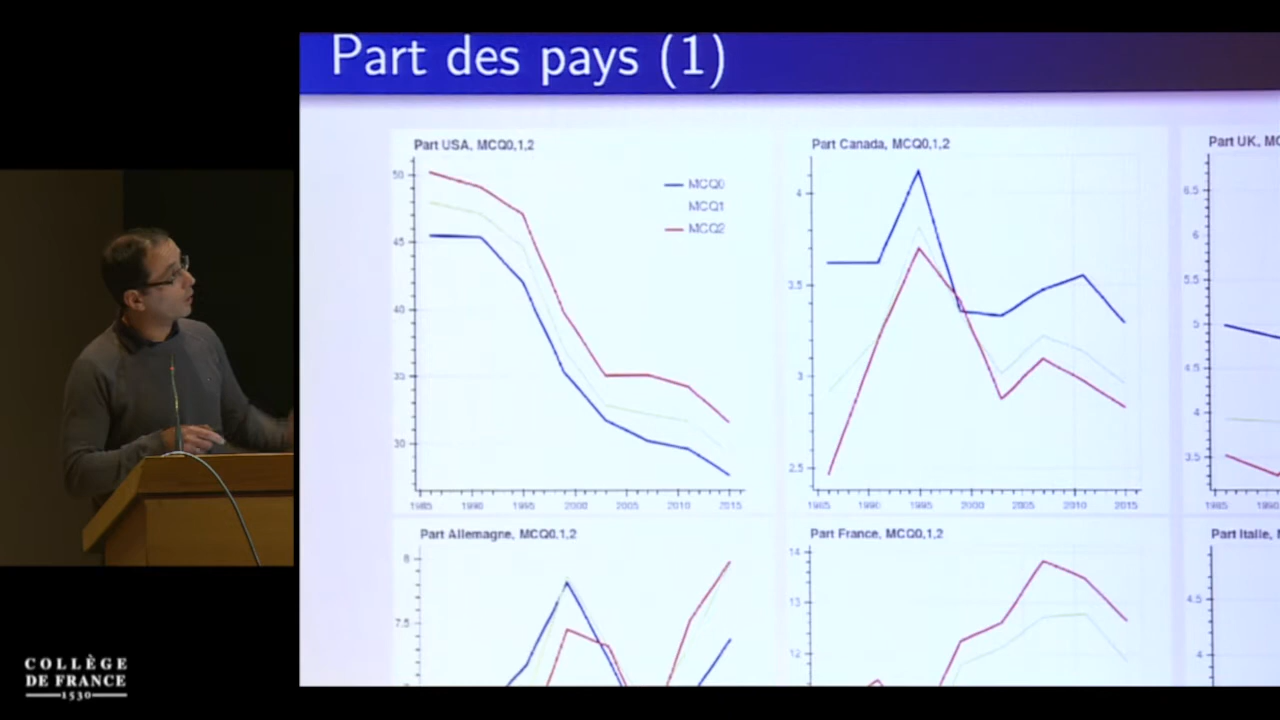 Part des pays (1)
Part USA, MCQ0,1,2
Part Canada, MCQ0,1,2
Part UK, MC
50
45
40
30
MCQ0
MCQ1
MCQ2
1985 1990 1995 2000 2005 2010 2015
4
3.5
3
2.5
1985 1990 1995 2000 2005 2010 2015
6.5
6
5.5
5
4.5
4
3.5
1985
Part Allemagne, MCQ0,1,2
Part France, MCQ0,1,2
Part Italie,
8
7.5
14
13
12
4.5
4
COLLÈGE
DE FRANCE
1530